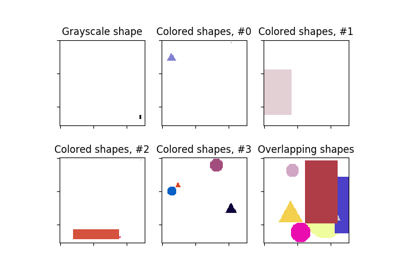 Grayscale shape
Colored shapes, #0
Colored shapes, #1
Colored shapes, #2
Colored shapes, #3
Overlapping shapes